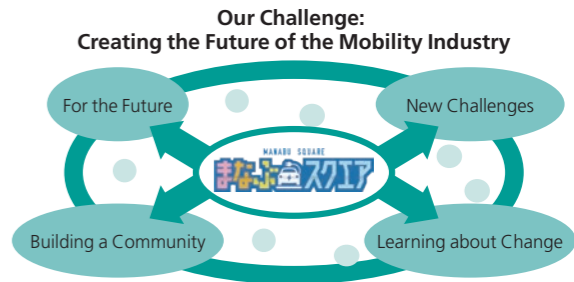 Our Challenge:
Creating the Future of the Mobility Industry
For the Future
New Challenges
MANABU SQUARE
まなぶスクエア
Building a Community
Learning about Change